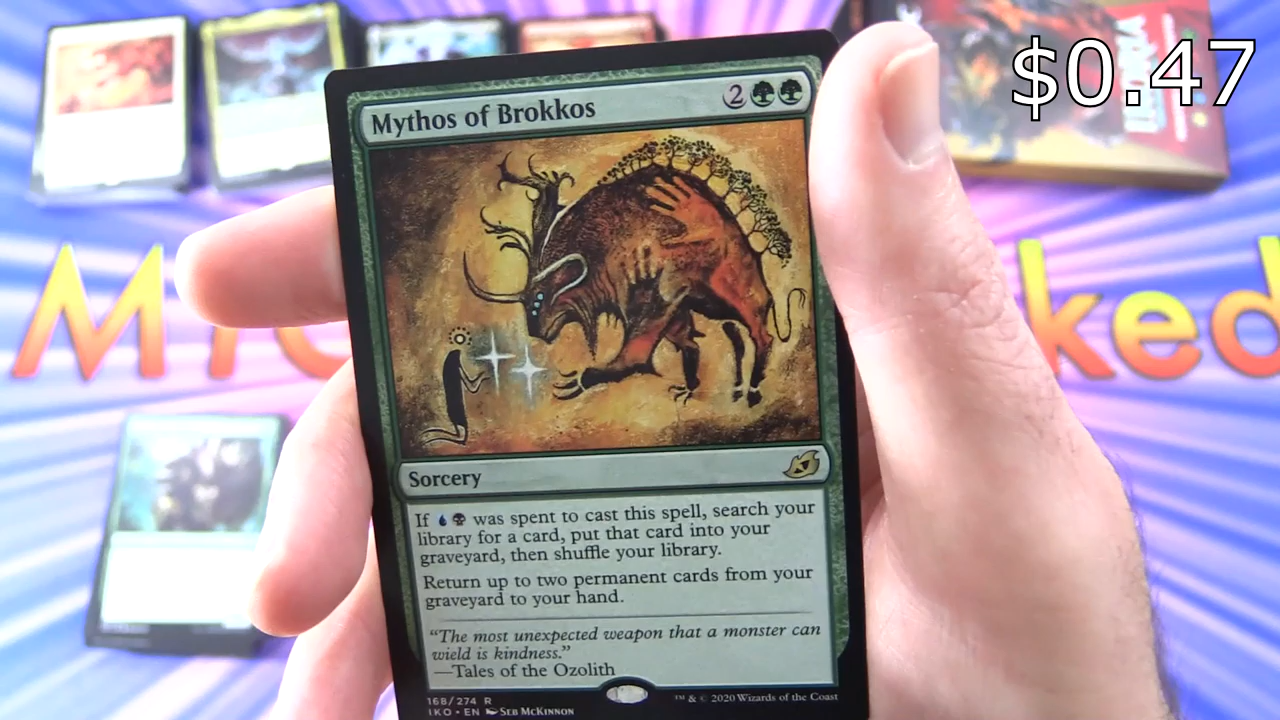 $0.47
Mythos of Brokkos 2
Sorcery
If was spent to cast this spell, search your
library for a card, put that card into your
graveyard, then shuffle your library.
Return up to two permanent cards from your
graveyard to your hand.
“The most unexpected weapon that a monster can
wield is kindness.”
—Tales of the Ozolith
168/274 R
IKO • EN SEB MCKINNON
™ & © 2020 Wizards of the Coast
ked